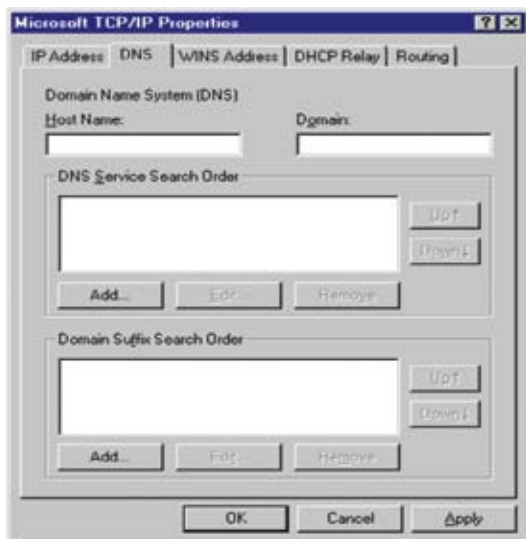 Microsoft TCP/IP Properties
IP Address DNS WINS Address DHCP Relay Routing
Domain Name System (DNS)
Host Name: Domain:
DNS Service Search Order
Up↑
Down↓
Add... Edit... Remove
Domain Suffix Search Order
Up↑
Down↓
Add... Edit... Remove
OK Cancel Apply